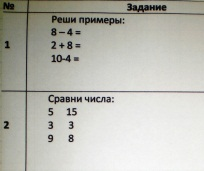 № Задание
Реши примеры:
8 – 4 =
1 2 + 8 =
10-4 =
Сравни числа:
5 15
2 3 3
9 8